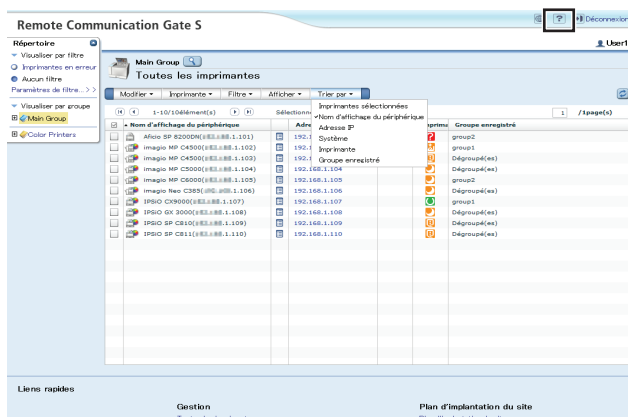 Remote Communication Gate S
? Déconnexion
User1
Répertoire
Visualiser par filtre
Imprimantes en erreur
Aucun filtre
Paramètres de filtre...>>
Visualiser par groupe
Main Group
Color Printers
Main Group
Toutes les imprimantes
Modifier Imprimante Filtre Afficher Trier par
1-10/10élément(s) 1 /1page(s)
Imprimantes sélectionnées
Nom d'affichage du périphérique
Adresse IP
Système
Imprimante
Groupe enregistré
Nom d'affichage du périphérique Groupe enregistré
Aficio SP 8200DN( .1.101) group2
imagio MP C4500( .1.102) group1
imagio MP C4500( .1.103) Dégroupé(es)
imagio MP C5000( .1.104) 192.168.1.104 Dégroupé(es)
imagio MP C6000( .1.105) 192.168.1.105 group2
imagio Neo C385( .1.106) 192.168.1.106 Dégroupé(es)
IPSiO CX9000( .1.107) 192.168.1.107 group1
IPSiO GX 3000( .1.108) 192.168.1.108 Dégroupé(es)
IPSiO SP C810( .1.109) 192.168.1.109 Dégroupé(es)
IPSiO SP C811( .1.110) 192.168.1.110 Dégroupé(es)
Liens rapides
Gestion Plan d'implantation du site